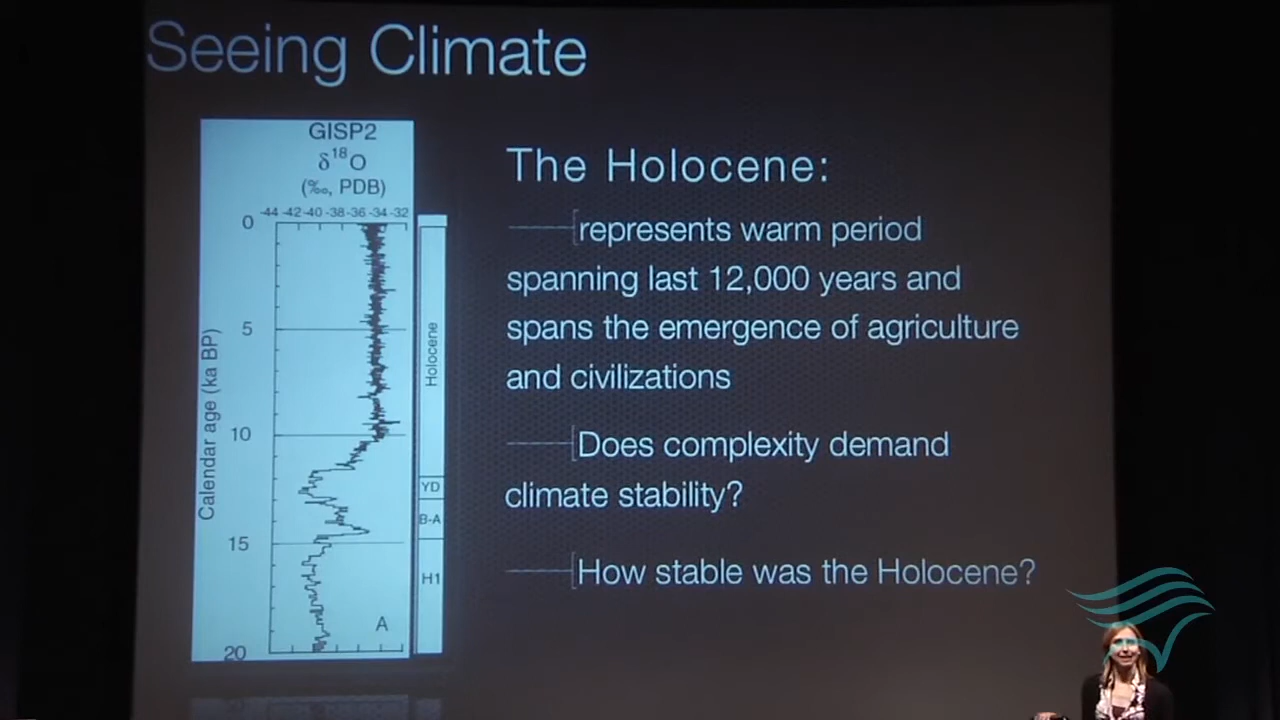 Seeing Climate
GISP2
δ18O
(‰, PDB)
-44 -42 -40 -38 -36 -34 -32
0
5
10
15
20
Calendar age (ka BP)
Holocene
YD
B-A
H1
A
The Holocene:
represents warm period
spanning last 12,000 years and
spans the emergence of agriculture
and civilizations
Does complexity demand
climate stability?
How stable was the Holocene?